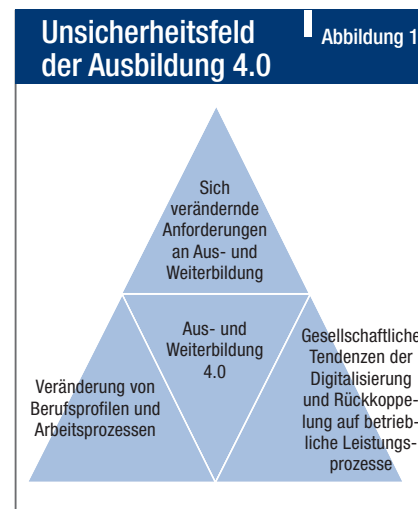 Unsicherheitsfeld
der Ausbildung 4.0
Abbildung 1
Sich
verändernde
Anforderungen
an Aus- und
Weiterbildung
Aus- und
Weiterbildung
4.0
Veränderung von
Berufsprofilen und
Arbeitsprozessen
Gesellschaftliche
Tendenzen der
Digitalisierung
und Rückkoppe-
lung auf betrieb-
liche Leistungs-
prozesse